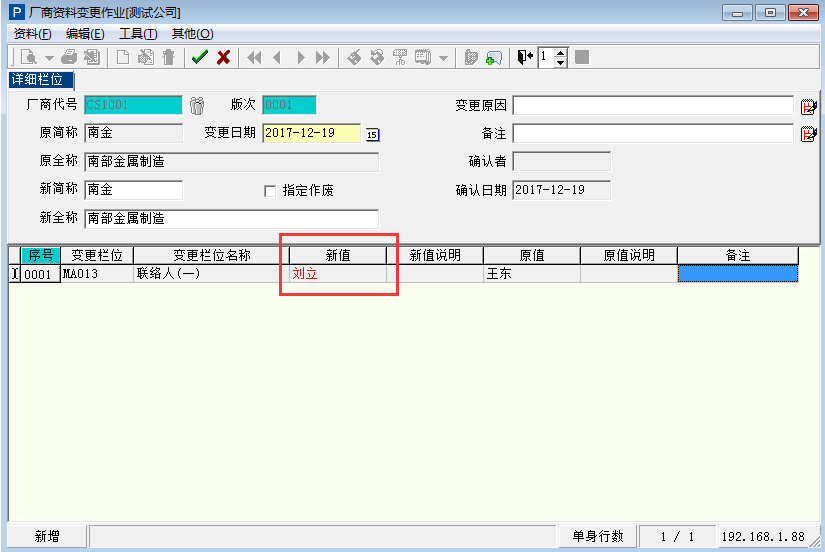 P 厂商资料变更作业[测试公司]
资料(F) 编辑(E) 工具(T) 其他(O)
1
详细栏位
厂商代号 CS1001 版次 0001 变更原因
原简称 南金 变更日期 2017-12-19 15 备注
原全称 南部金属制造 确认者
新简称 南金 指定作废 确认日期 2017-12-19
新全称 南部金属制造
序号 变更栏位 变更栏位名称 新值 新值说明 原值 原值说明 备注
0001 MA013 联络人(一) 刘立 王东
新增 单身行数 1 / 1 192.168.1.88